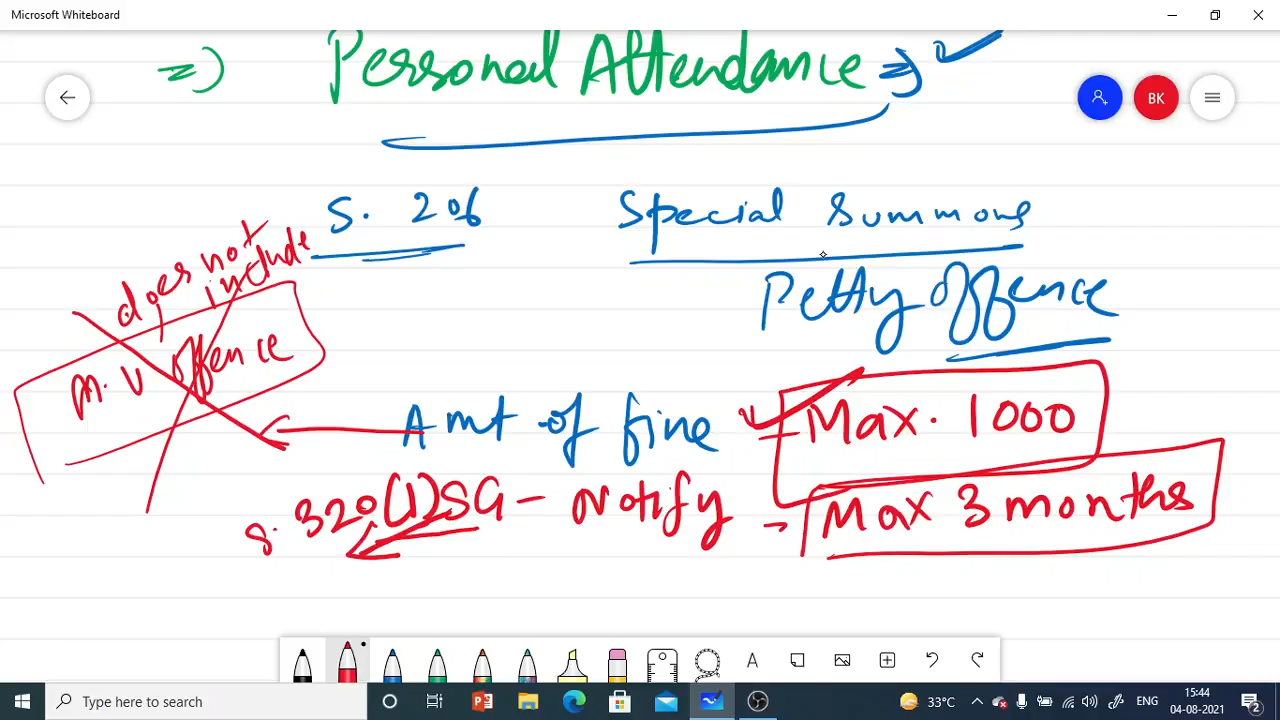 Microsoft Whiteboard
=) Personal Attendance =)
BK
S. 206 Special Summons
does not include
Petty offence
M. V offence
Amt of fine Max. 1000
S. 320(1)SG - Notify - Max 3 months
A
Type here to search
33°C
ENG
15:44
04-08-2021
2